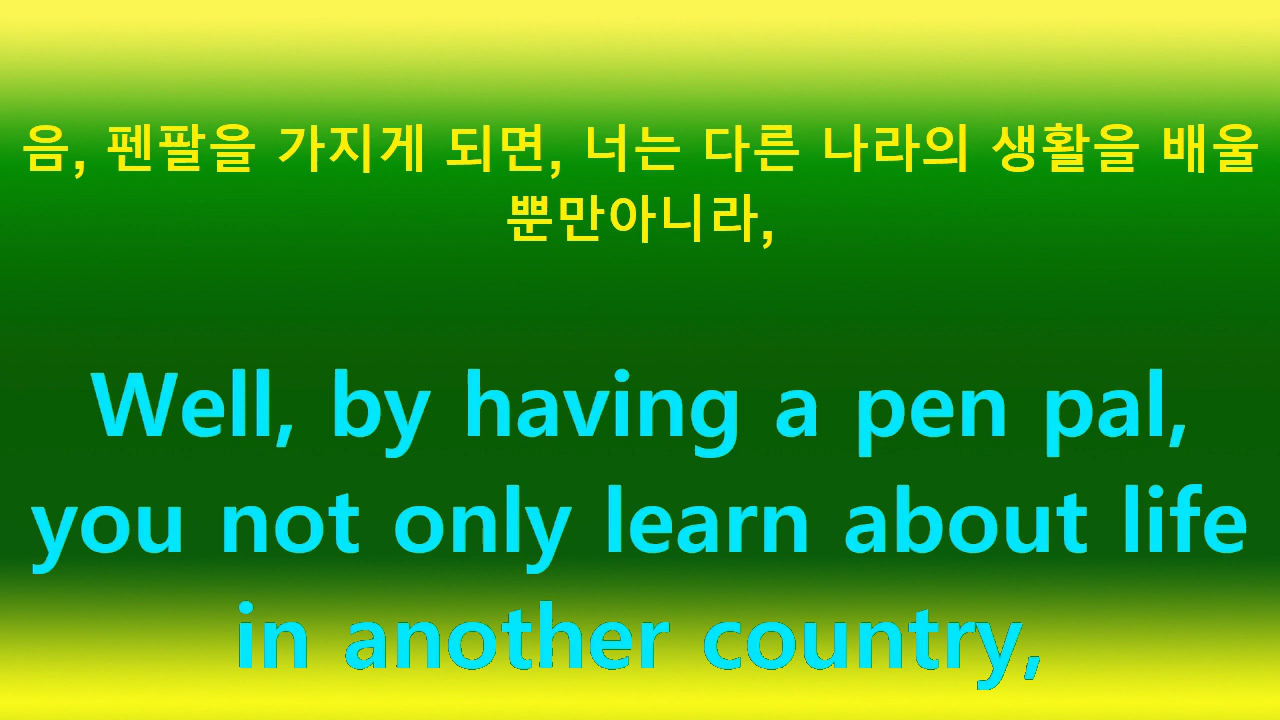 음, 펜팔을 가지게 되면, 너는 다른 나라의 생활을 배울
뿐만아니라,
Well, by having a pen pal,
you not only learn about life
in another country,